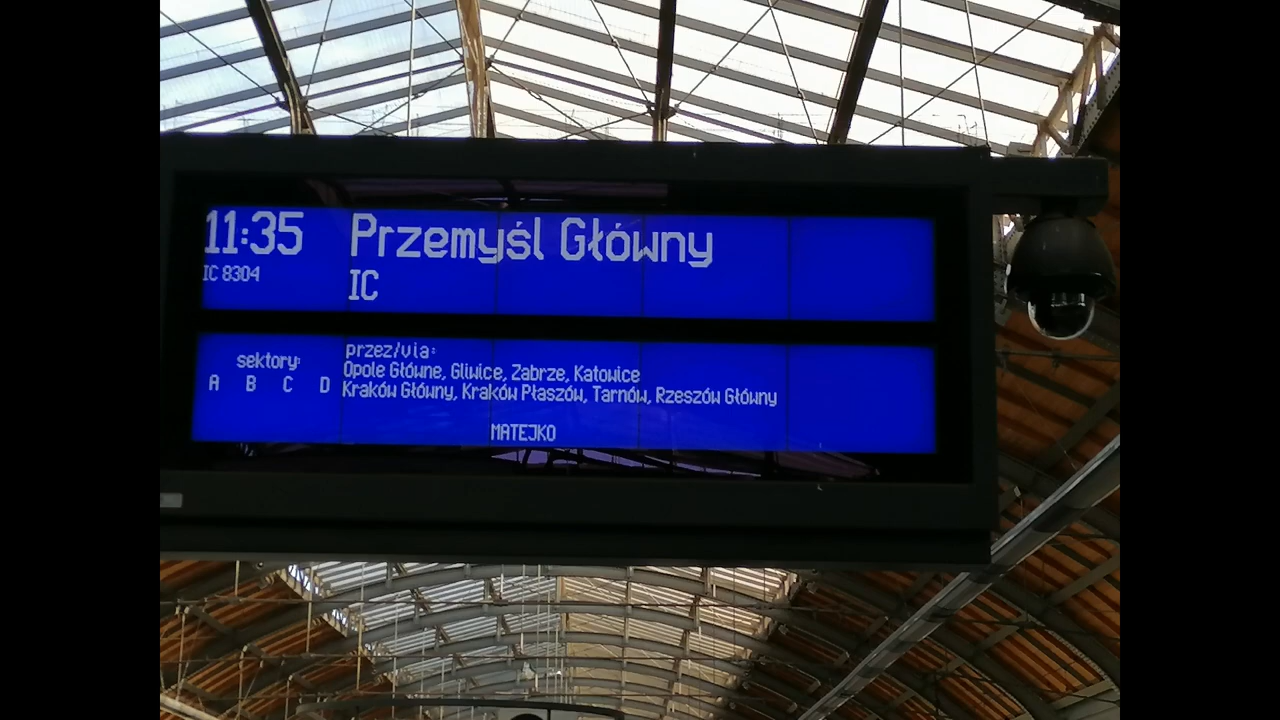 11:35 Przemyśl Główny
IC 8304 IC
sektory: przez/via:
A B C D Opole Główne, Gliwice, Zabrze, Katowice
Kraków Główny, Kraków Płaszów, Tarnów, Rzeszów Główny
MATEJKO